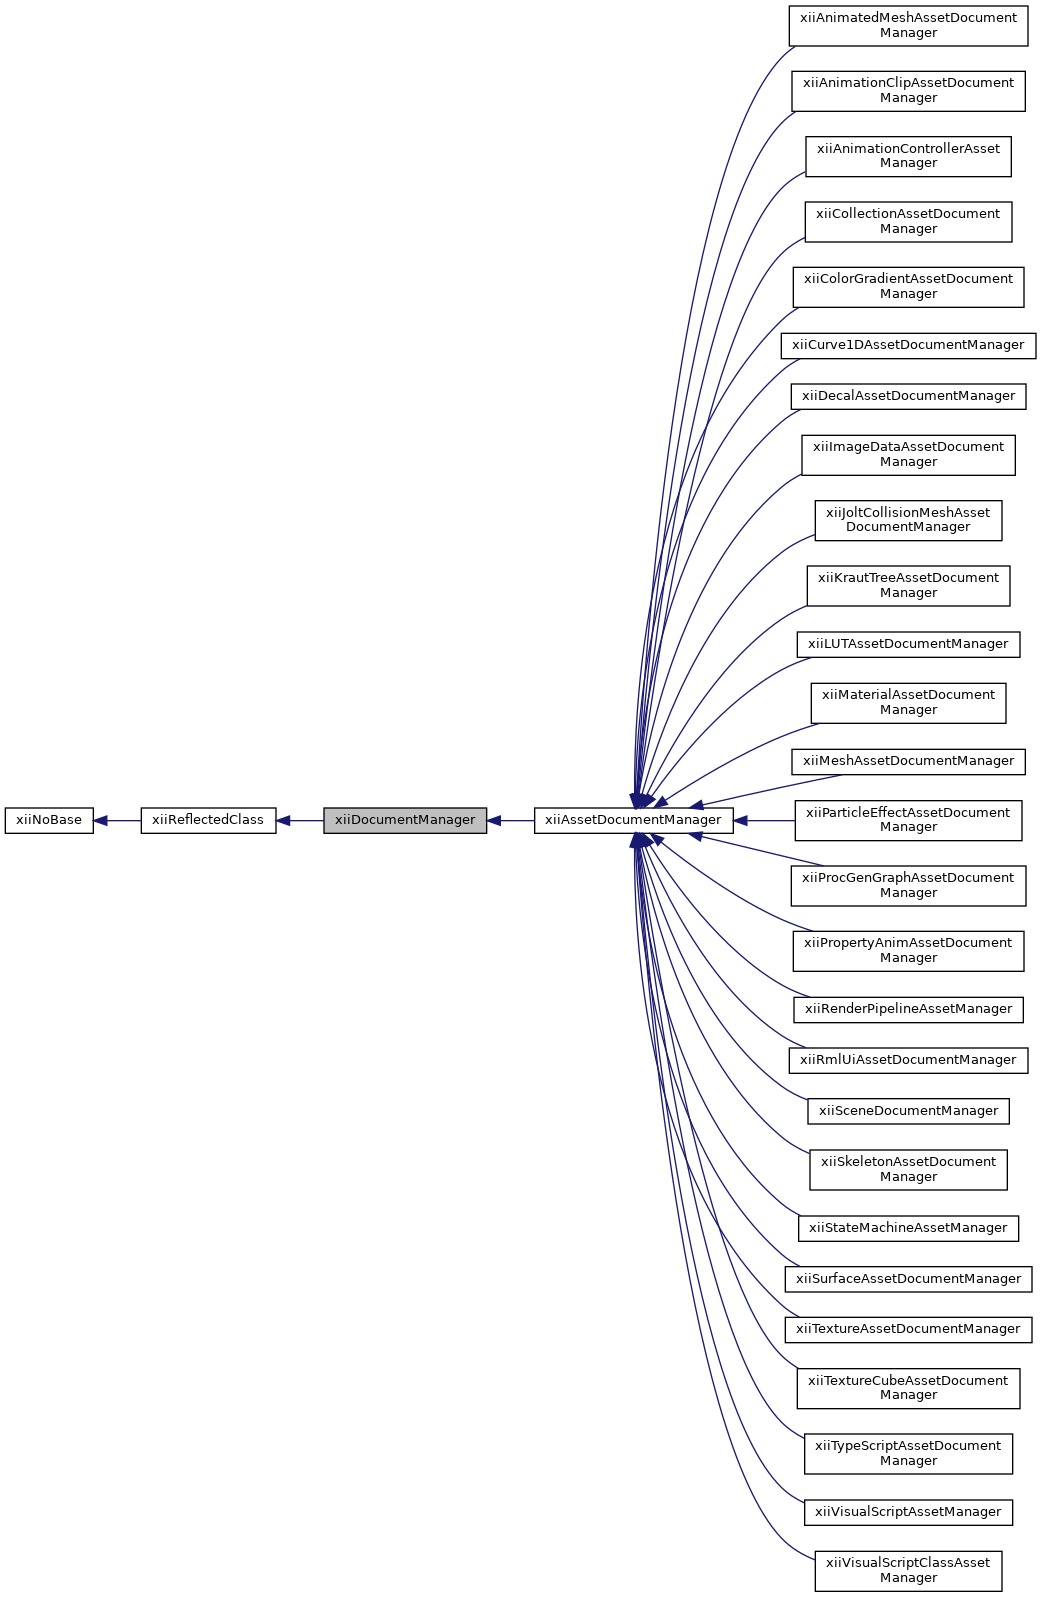 xiiAnimatedMeshAssetDocument
Manager
xiiAnimationClipAssetDocument
Manager
xiiAnimationControllerAsset
Manager
xiiCollectionAssetDocument
Manager
xiiColorGradientAssetDocument
Manager
xiiCurve1DAssetDocumentManager
xiiDecalAssetDocumentManager
xiiImageDataAssetDocument
Manager
xiiJoltCollisionMeshAsset
DocumentManager
xiiKrautTreeAssetDocument
Manager
xiiLUTAssetDocumentManager
xiiMaterialAssetDocument
Manager
xiiMeshAssetDocumentManager
xiiNoBase
xiiReflectedClass
xiiDocumentManager
xiiAssetDocumentManager
xiiParticleEffectAssetDocument
Manager
xiiProcGenGraphAssetDocument
Manager
xiiPropertyAnimAssetDocument
Manager
xiiRenderPipelineAssetManager
xiiRmlUiAssetDocumentManager
xiiSceneDocumentManager
xiiSkeletonAssetDocument
Manager
xiiStateMachineAssetManager
xiiSurfaceAssetDocumentManager
xiiTextureAssetDocumentManager
xiiTextureCubeAssetDocument
Manager
xiiTypeScriptAssetDocument
Manager
xiiVisualScriptAssetManager
xiiVisualScriptClassAsset
Manager